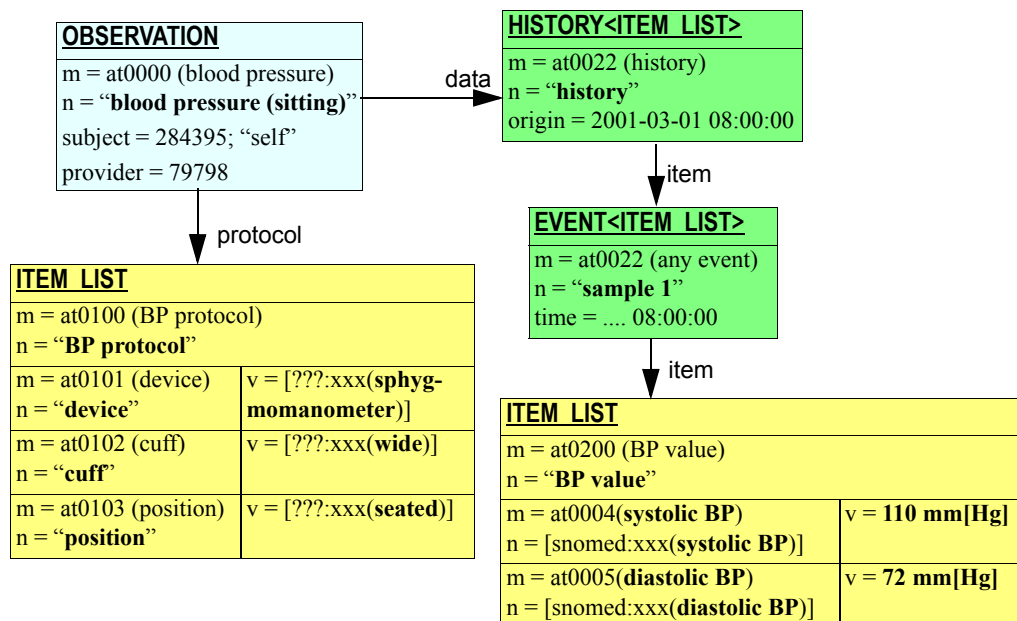 OBSERVATION
m = at0000 (blood pressure)
n = “blood pressure (sitting)”
subject = 284395; “self”
provider = 79798
data
HISTORY<ITEM_LIST>
m = at0022 (history)
n = “history”
origin = 2001-03-01 08:00:00
item
EVENT<ITEM_LIST>
m = at0022 (any event)
n = “sample 1”
time = .... 08:00:00
item
protocol
ITEM_LIST
m = at0100 (BP protocol)
n = “BP protocol”
m = at0101 (device)
n = “device”
v = [???:xxx(sphyg-
momanometer)]
m = at0102 (cuff)
n = “cuff”
v = [???:xxx(wide)]
m = at0103 (position)
n = “position”
v = [???:xxx(seated)]
ITEM_LIST
m = at0200 (BP value)
n = “BP value”
m = at0004(systolic BP)
n = [snomed:xxx(systolic BP)]
v = 110 mm[Hg]
m = at0005(diastolic BP)
n = [snomed:xxx(diastolic BP)]
v = 72 mm[Hg]